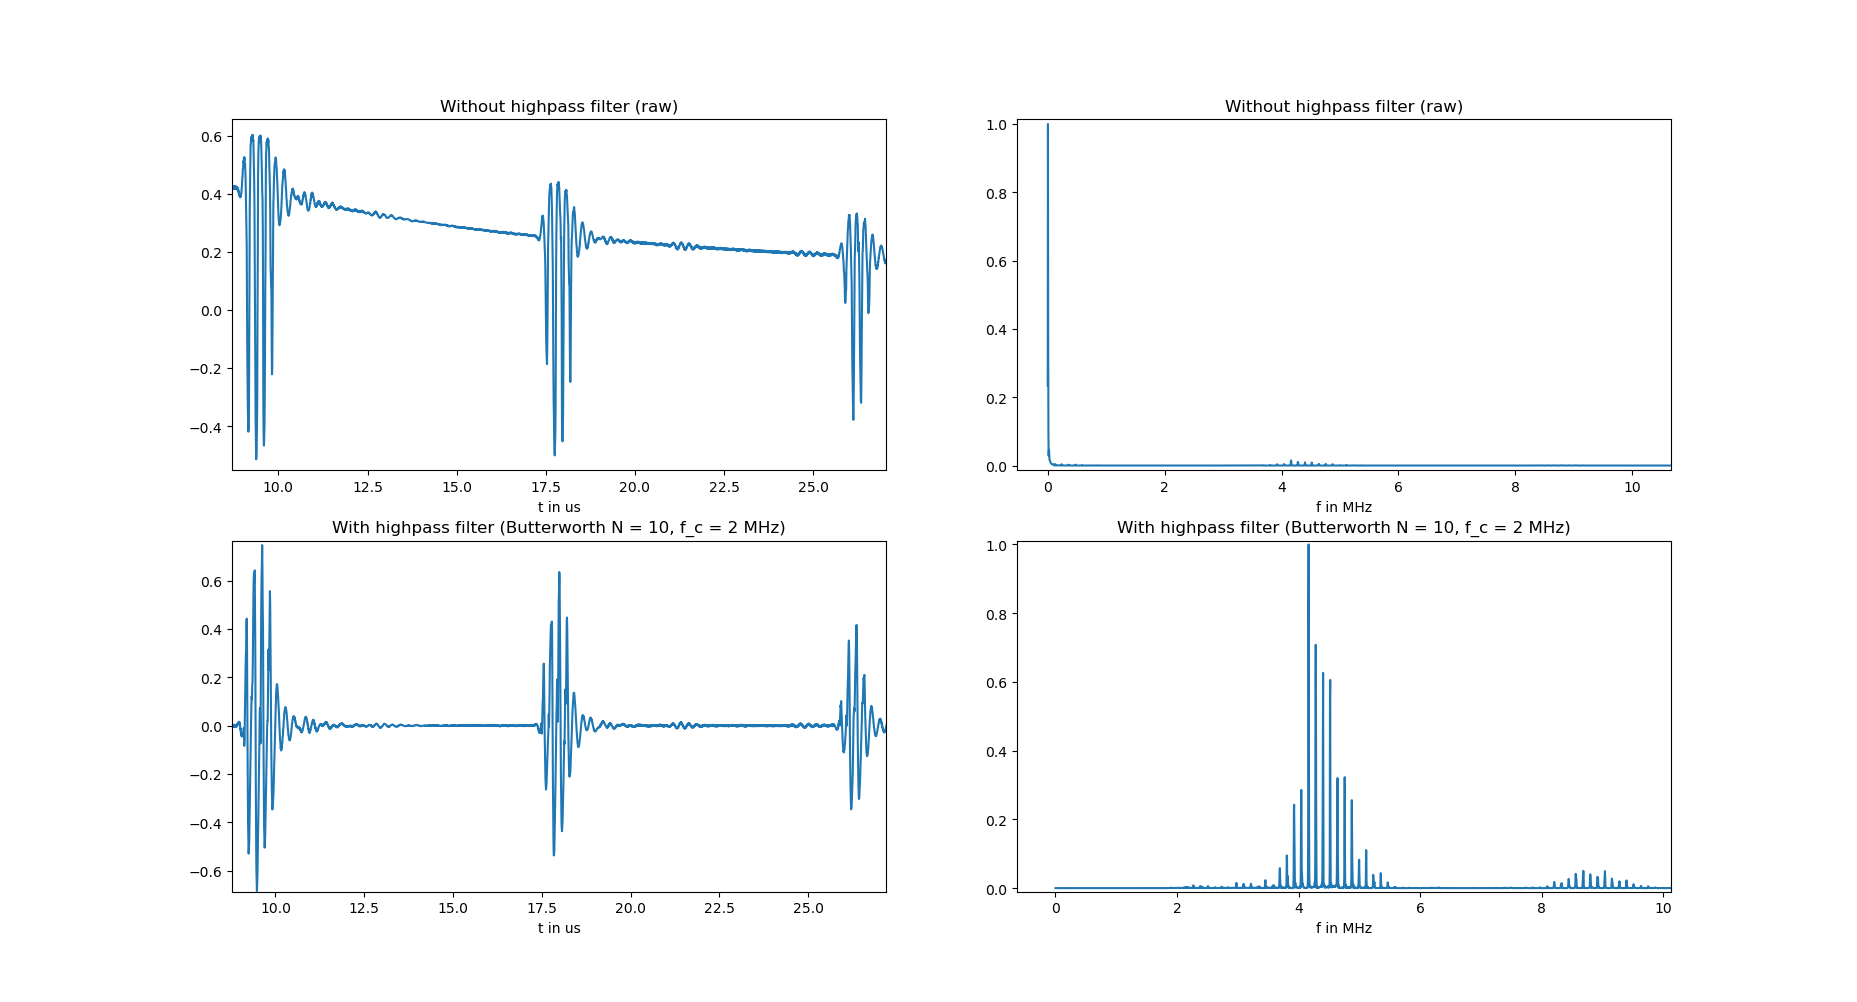 Without highpass filter (raw)
0.6
0.4
0.2
0.0
−0.2
−0.4
10.0 12.5 15.0 17.5 20.0 22.5 25.0
t in us
Without highpass filter (raw)
1.0
0.8
0.6
0.4
0.2
0.0
0 2 4 6 8 10
f in MHz
With highpass filter (Butterworth N = 10, f_c = 2 MHz)
0.6
0.4
0.2
0.0
−0.2
−0.4
−0.6
10.0 12.5 15.0 17.5 20.0 22.5 25.0
t in us
With highpass filter (Butterworth N = 10, f_c = 2 MHz)
1.0
0.8
0.6
0.4
0.2
0.0
0 2 4 6 8 10
f in MHz